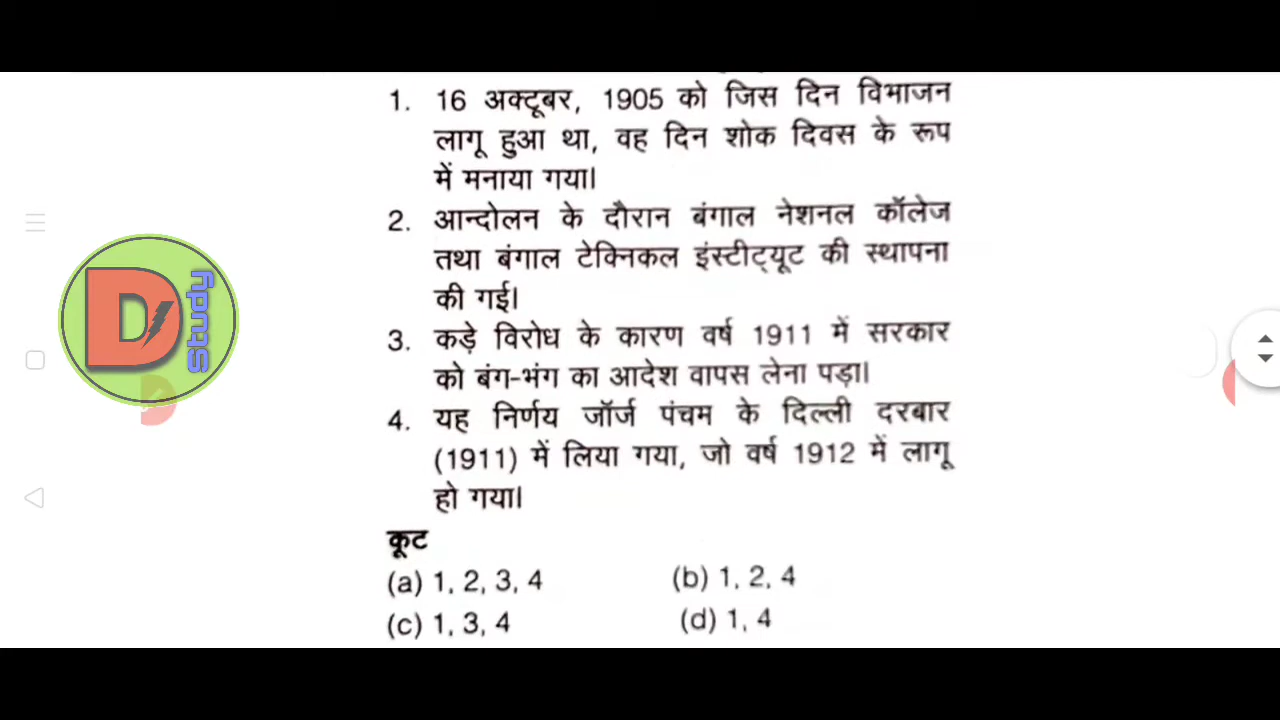 1. 16 अक्टूबर, 1905 को जिस दिन विभाजन
लागू हुआ था, वह दिन शोक दिवस के रूप
में मनाया गया।
2. आन्दोलन के दौरान बंगाल नेशनल कॉलेज
तथा बंगाल टेक्निकल इंस्टीट्यूट की स्थापना
की गई।
3. कड़े विरोध के कारण वर्ष 1911 में सरकार
को बंग-भंग का आदेश वापस लेना पड़ा।
4. यह निर्णय जॉर्ज पंचम के दिल्ली दरबार
(1911) में लिया गया, जो वर्ष 1912 में लागू
हो गया।
कूट
(a) 1, 2, 3, 4 (b) 1, 2, 4
(c) 1, 3, 4 (d) 1, 4
D Study